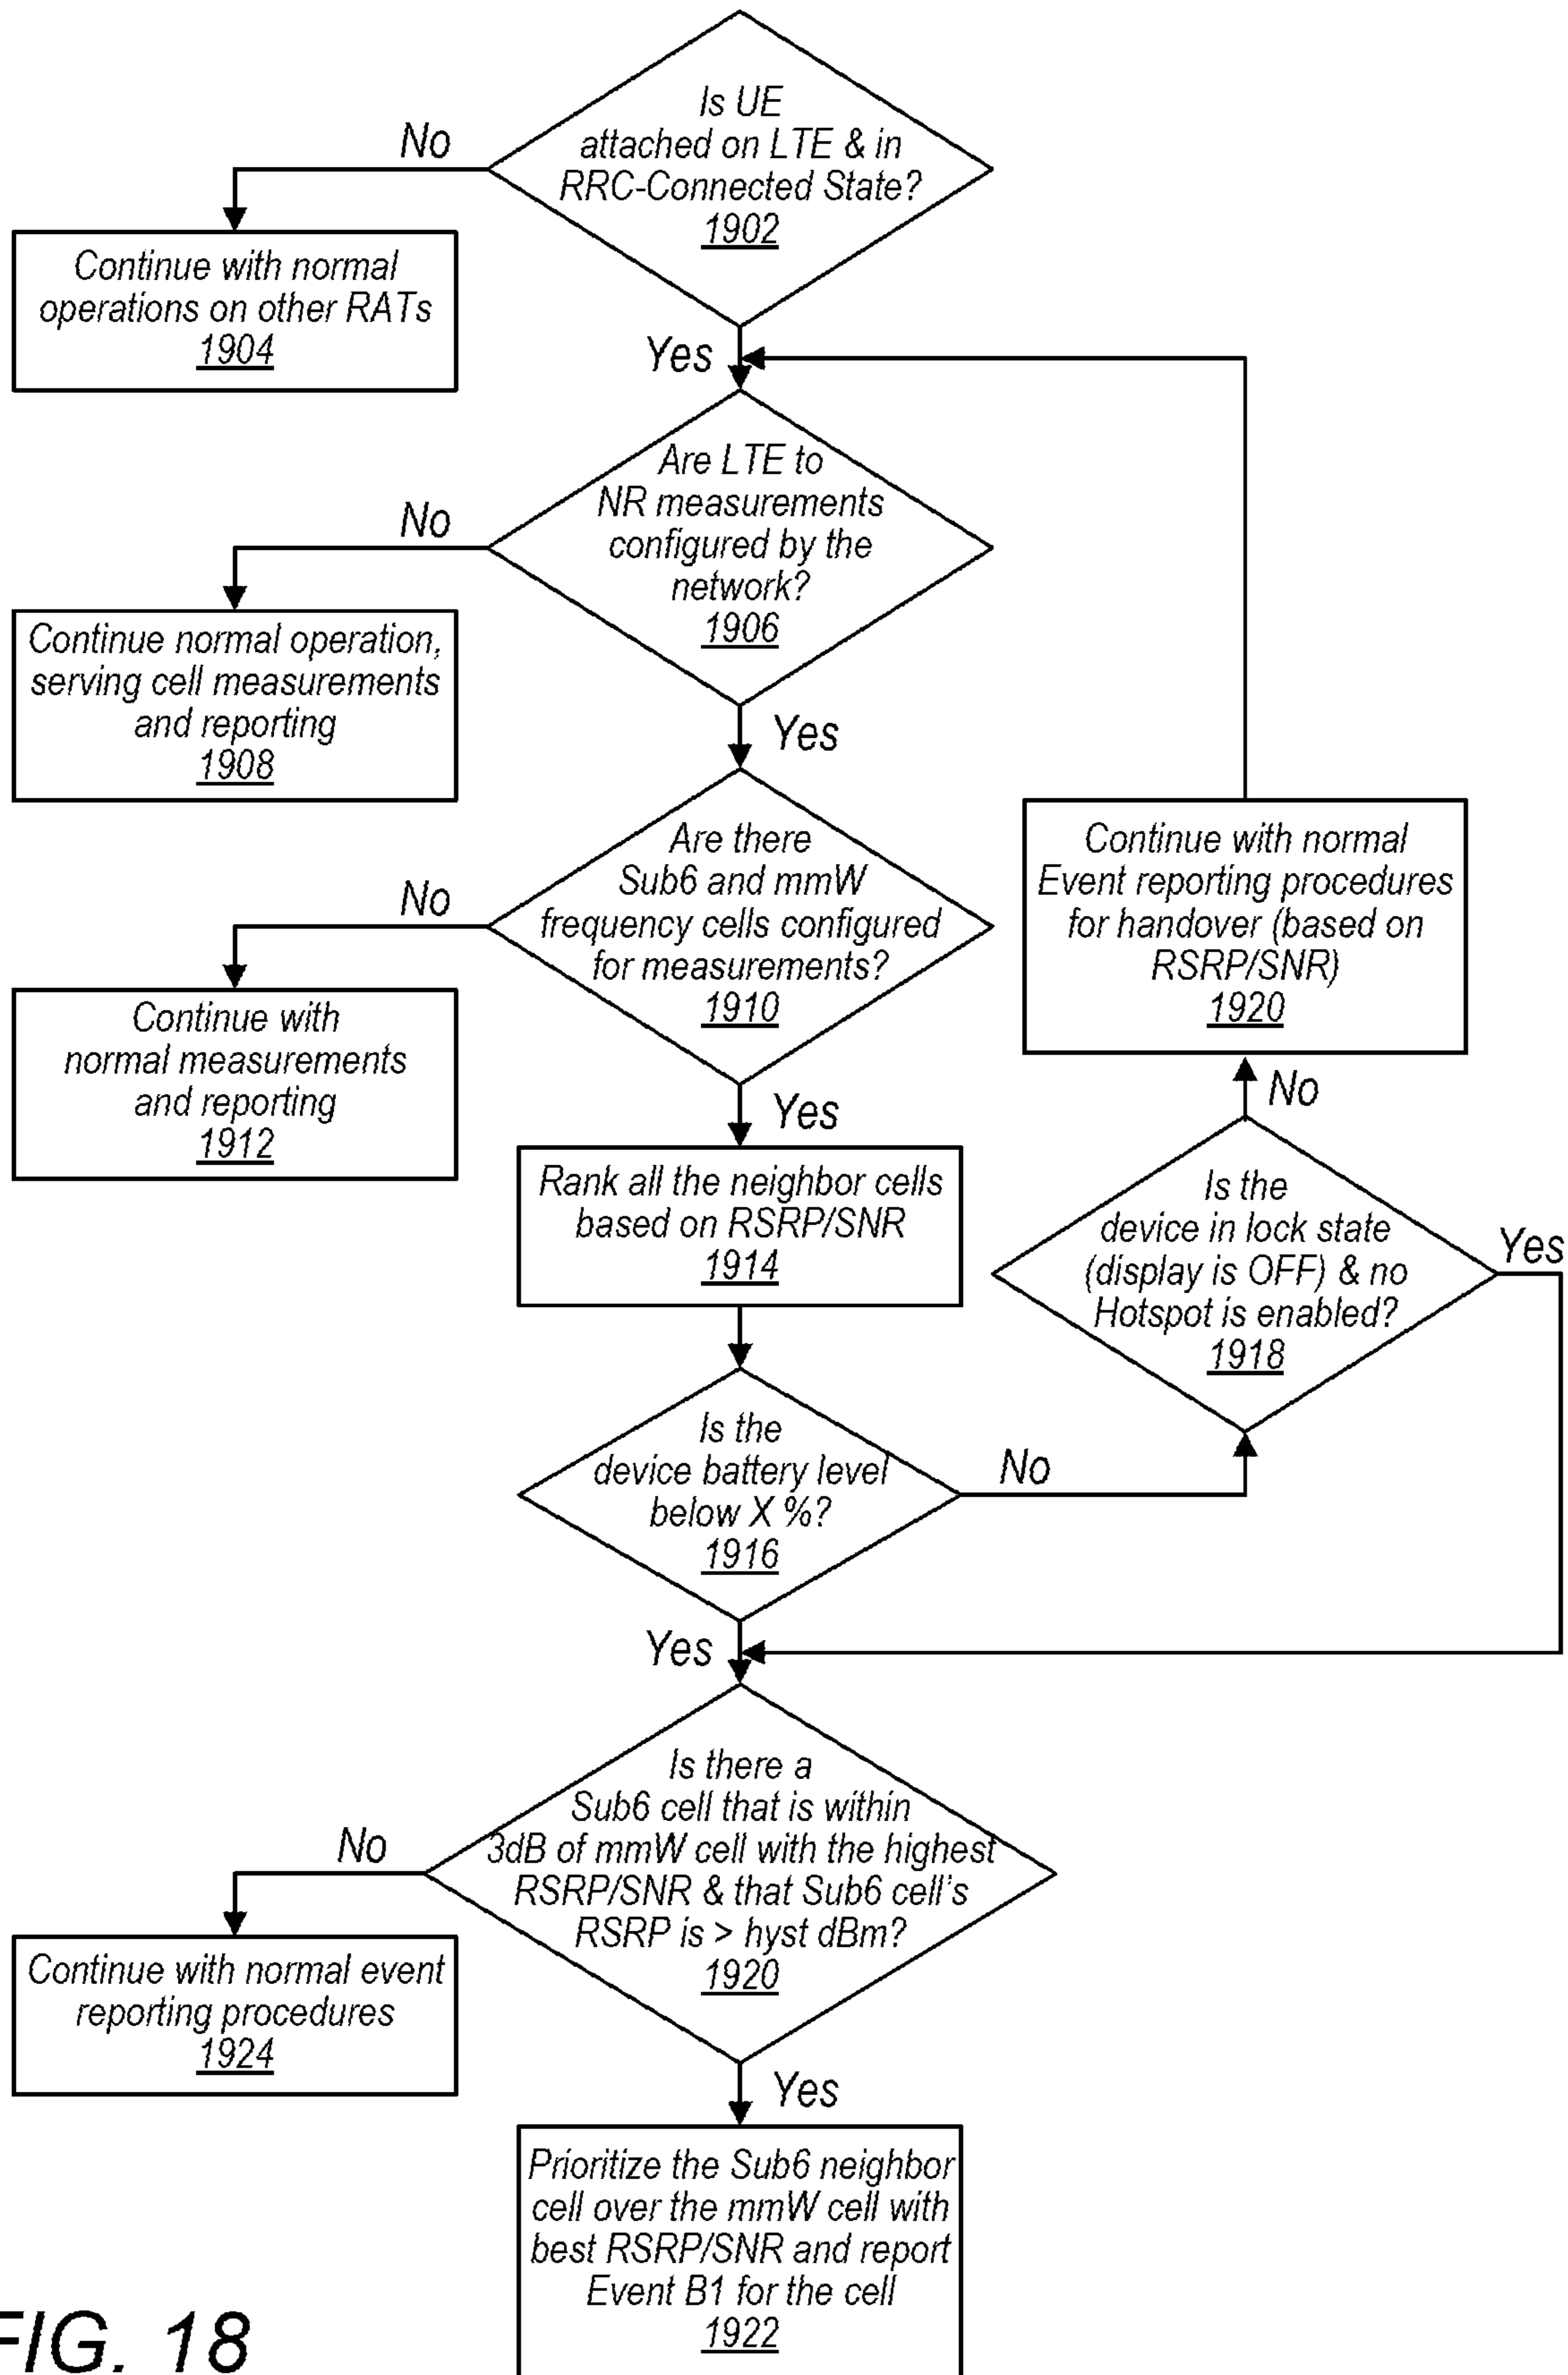 Is UE
attached on LTE & in
RRC-Connected State?
1902
No
Continue with normal
operations on other RATs
1904
Yes
Are LTE to
NR measurements
configured by the
network?
1906
No
Continue normal operation,
serving cell measurements
and reporting
1908
Yes
Are there
Sub6 and mmW
frequency cells configured
for measurements?
1910
No
Continue with
normal measurements
and reporting
1912
Yes
Rank all the neighbor cells
based on RSRP/SNR
1914
Is the
device battery level
below X %?
1916
No
Is the
device in lock state
(display is OFF) & no
Hotspot is enabled?
1918
No
Continue with normal
Event reporting procedures
for handover (based on
RSRP/SNR)
1920
Yes
Yes
Is there a
Sub6 cell that is within
3dB of mmW cell with the highest
RSRP/SNR & that Sub6 cell's
RSRP is > hyst dBm?
1920
No
Continue with normal event
reporting procedures
1924
Yes
Prioritize the Sub6 neighbor
cell over the mmW cell with
best RSRP/SNR and report
Event B1 for the cell
1922
FIG. 18